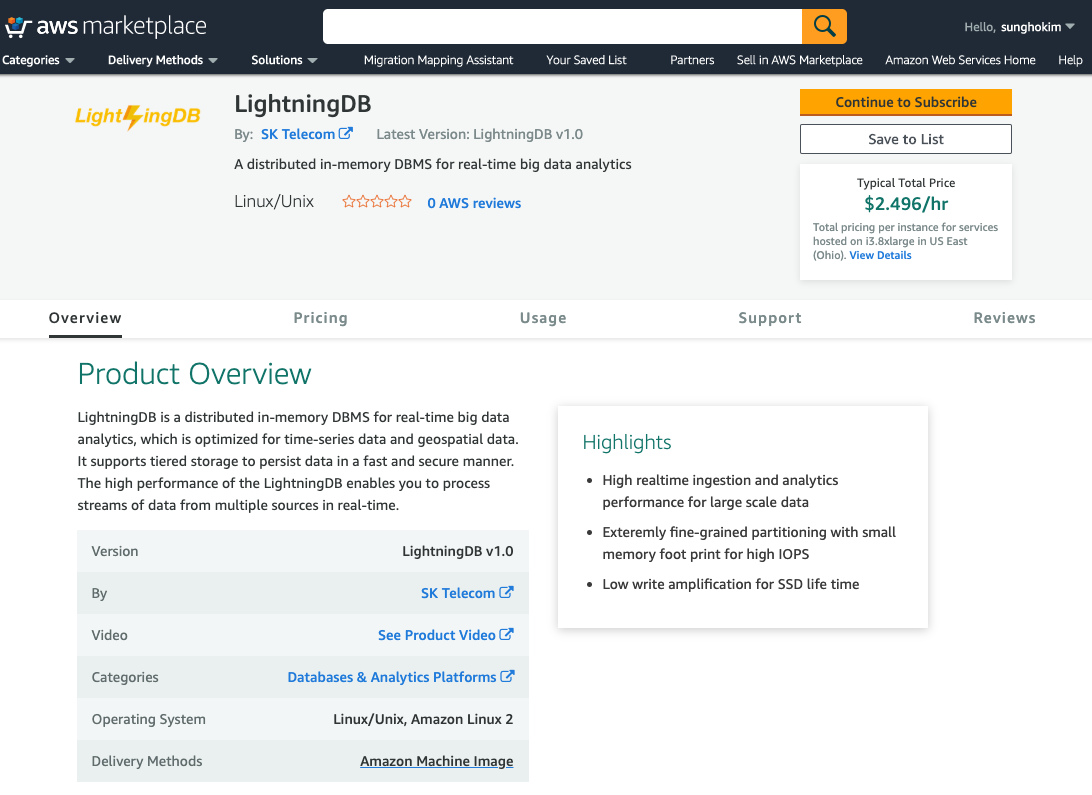 aws marketplace
Hello, sunghokim
Categories Delivery Methods Solutions Migration Mapping Assistant Your Saved List Partners Sell in AWS Marketplace Amazon Web Services Home Help
LightningDB
LightningDB
By: SK Telecom Latest Version: LightningDB v1.0
A distributed in-memory DBMS for real-time big data analytics
Linux/Unix 0 AWS reviews
Continue to Subscribe
Save to List
Typical Total Price
$2.496/hr
Total pricing per instance for services
hosted on i3.8xlarge in US East
(Ohio). View Details
Overview Pricing Usage Support Reviews
Product Overview
LightningDB is a distributed in-memory DBMS for real-time big data
analytics, which is optimized for time-series data and geospatial data.
It supports tiered storage to persist data in a fast and secure manner.
The high performance of the LightningDB enables you to process
streams of data from multiple sources in real-time.
Version LightningDB v1.0
By SK Telecom
Video See Product Video
Categories Databases & Analytics Platforms
Operating System Linux/Unix, Amazon Linux 2
Delivery Methods Amazon Machine Image
Highlights
• High realtime ingestion and analytics
performance for large scale data
• Exteremly fine-grained partitioning with small
memory foot print for high IOPS
• Low write amplification for SSD life time